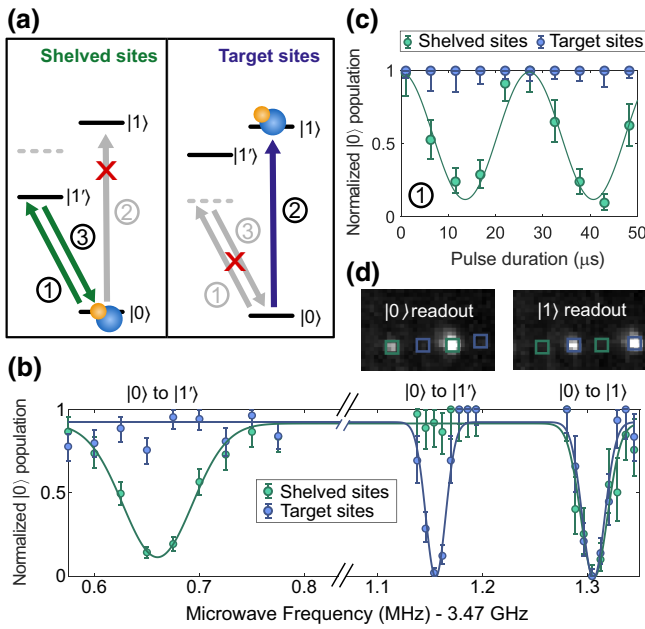 (a)
Shelved sites
Target sites
|1⟩
|1'⟩
③
②
①
|0⟩
|1⟩
|1'⟩
②
③
①
|0⟩
(c)
Shelved sites Target sites
Normalized |0⟩ population
1
0.5
0
①
0 10 20 30 40 50
Pulse duration (μs)
(d)
|0⟩ readout
|1⟩ readout
(b)
|0⟩ to |1'⟩ |0⟩ to |1'⟩ |0⟩ to |1⟩
Normalized |0⟩ population
1
0.5
0
Shelved sites
Target sites
0.6 0.7 0.8 1.1 1.2 1.3
Microwave Frequency (MHz) - 3.47 GHz